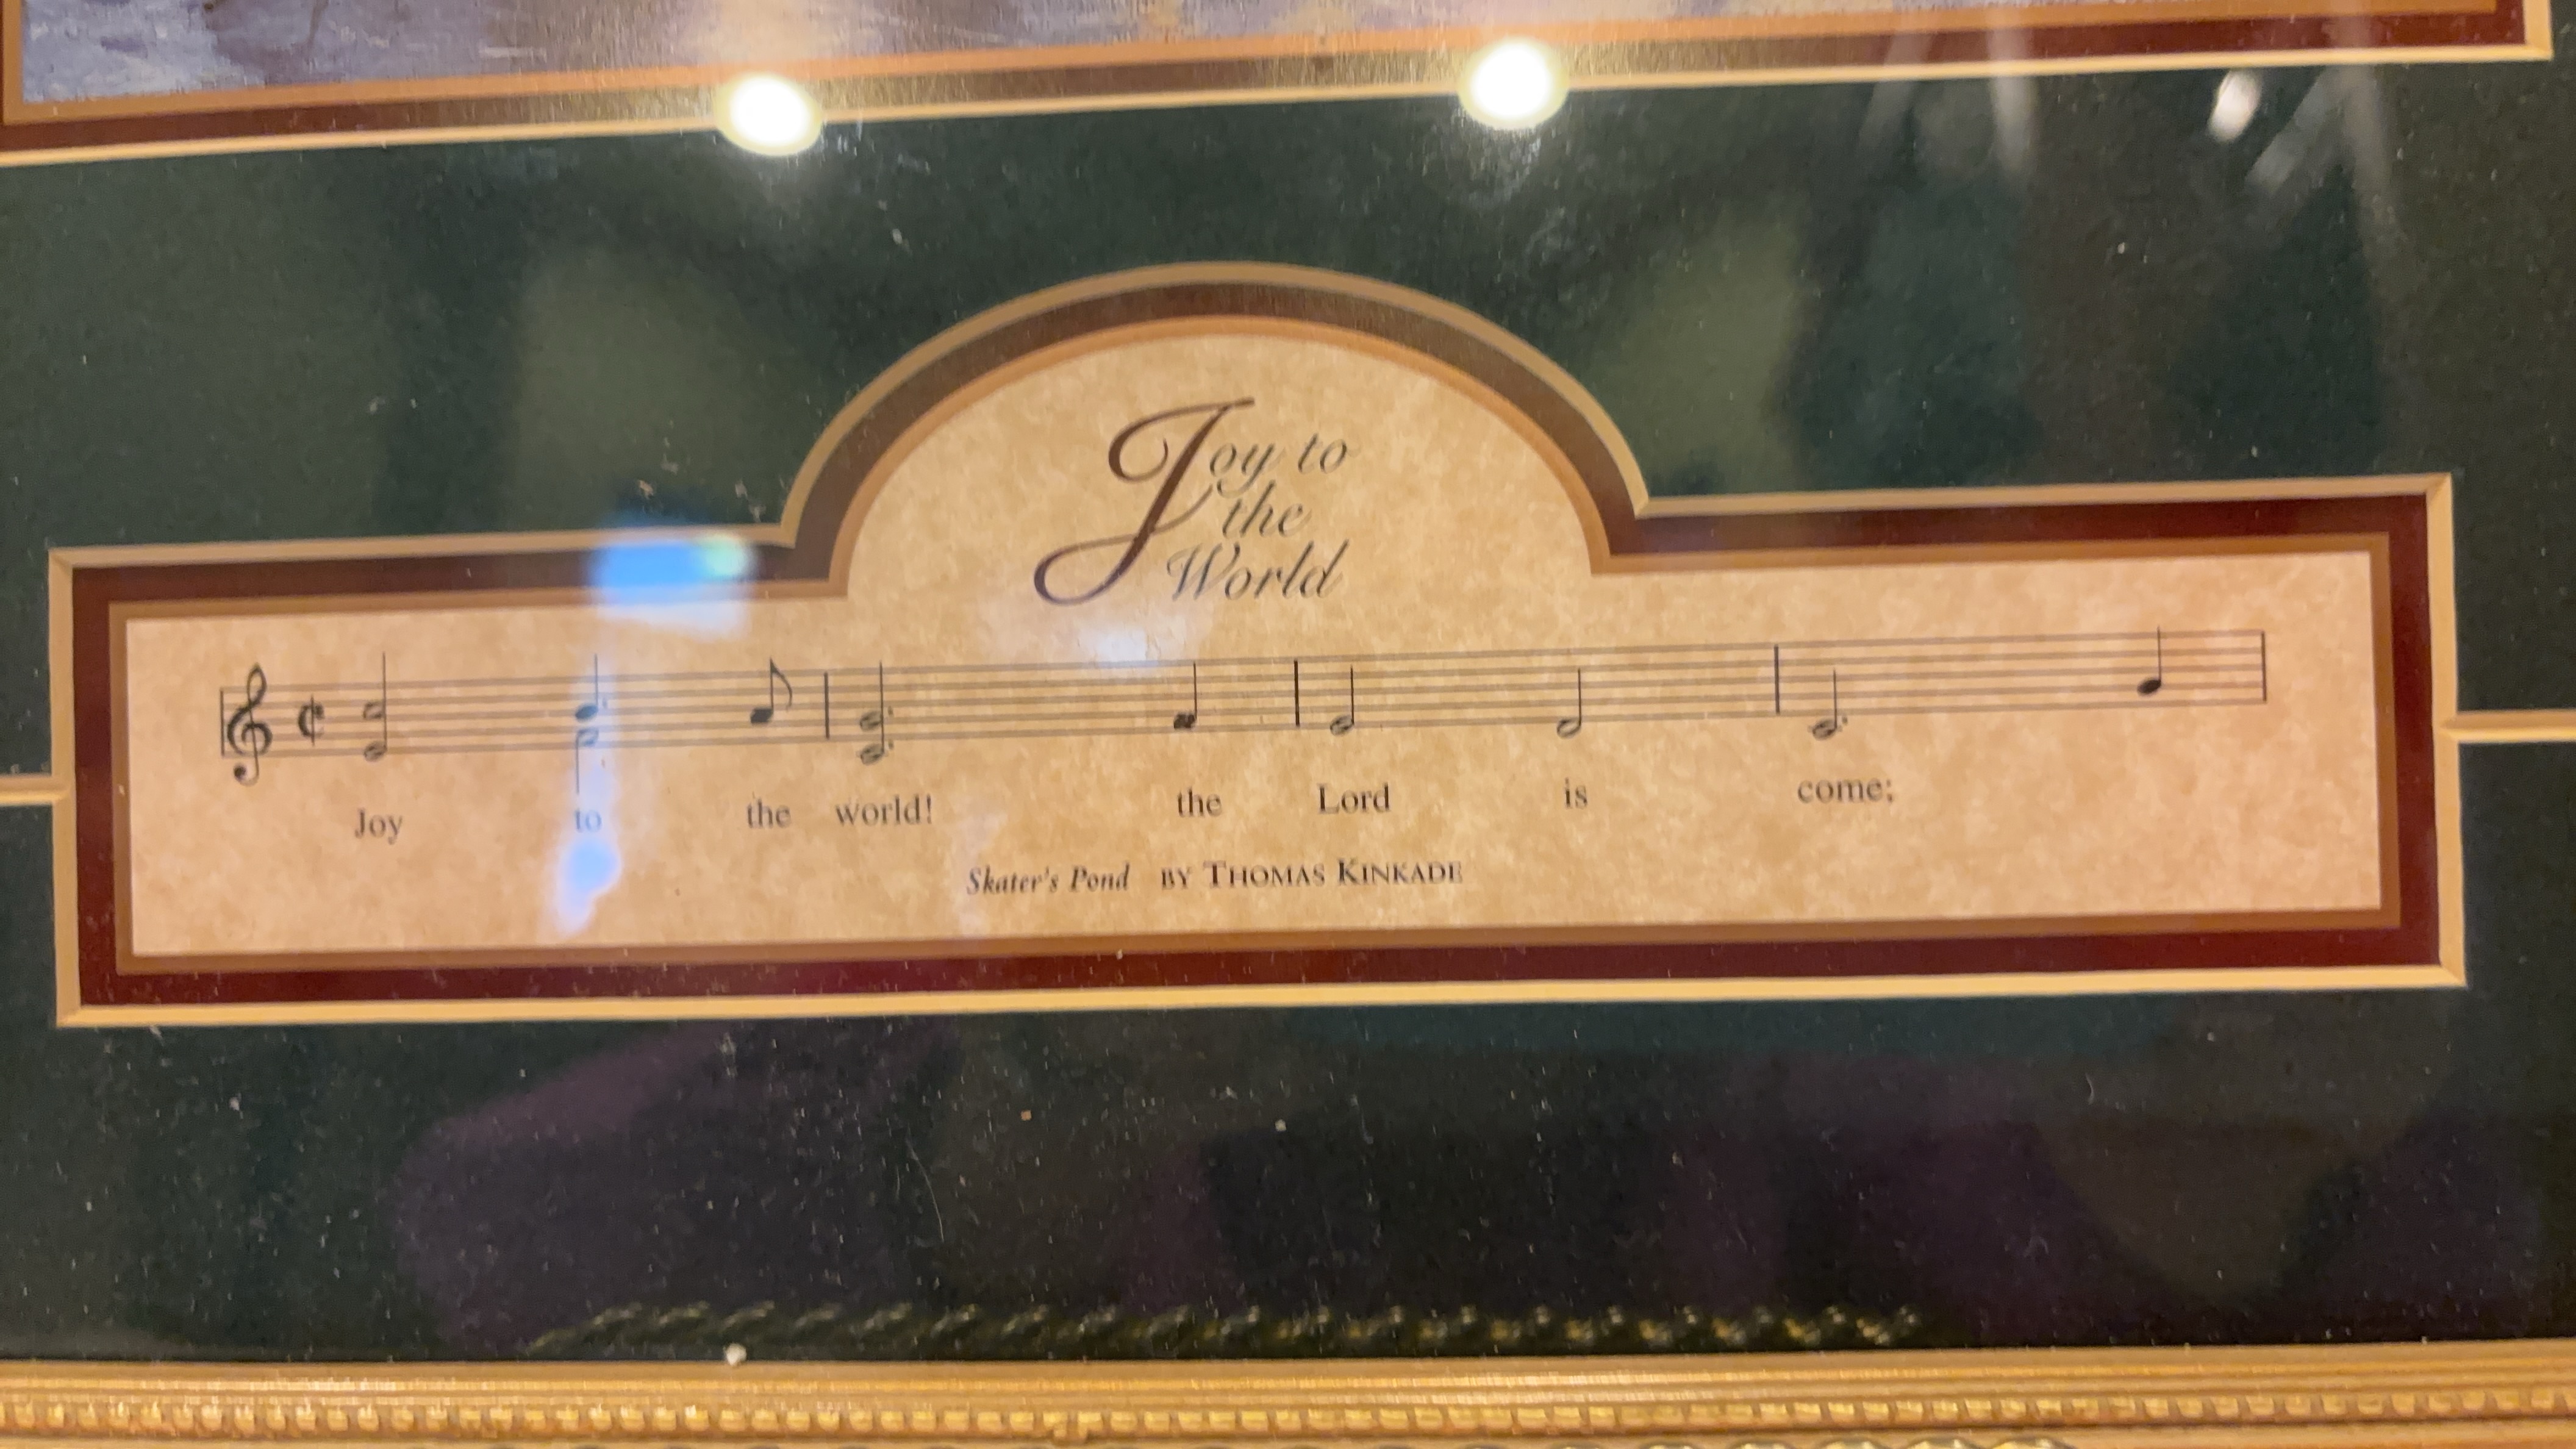 Joy to
the
World
Joy to the world! the Lord is come;
Skater's Pond BY THOMAS KINKADE